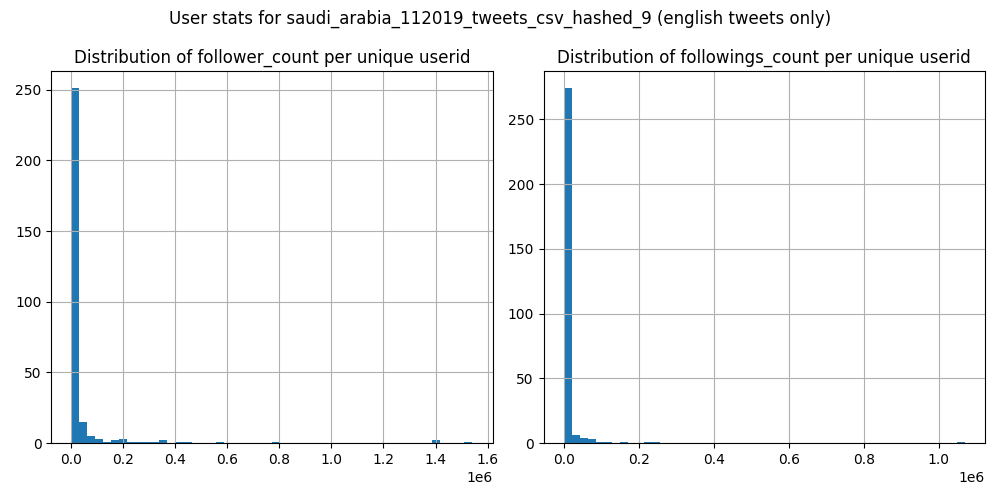 User stats for saudi_arabia_112019_tweets_csv_hashed_9 (english tweets only)
Distribution of follower_count per unique userid
250
200
150
100
50
0
0.0 0.2 0.4 0.6 0.8 1.0 1.2 1.4 1.6
1e6
Distribution of followings_count per unique userid
250
200
150
100
50
0
0.0 0.2 0.4 0.6 0.8 1.0
1e6